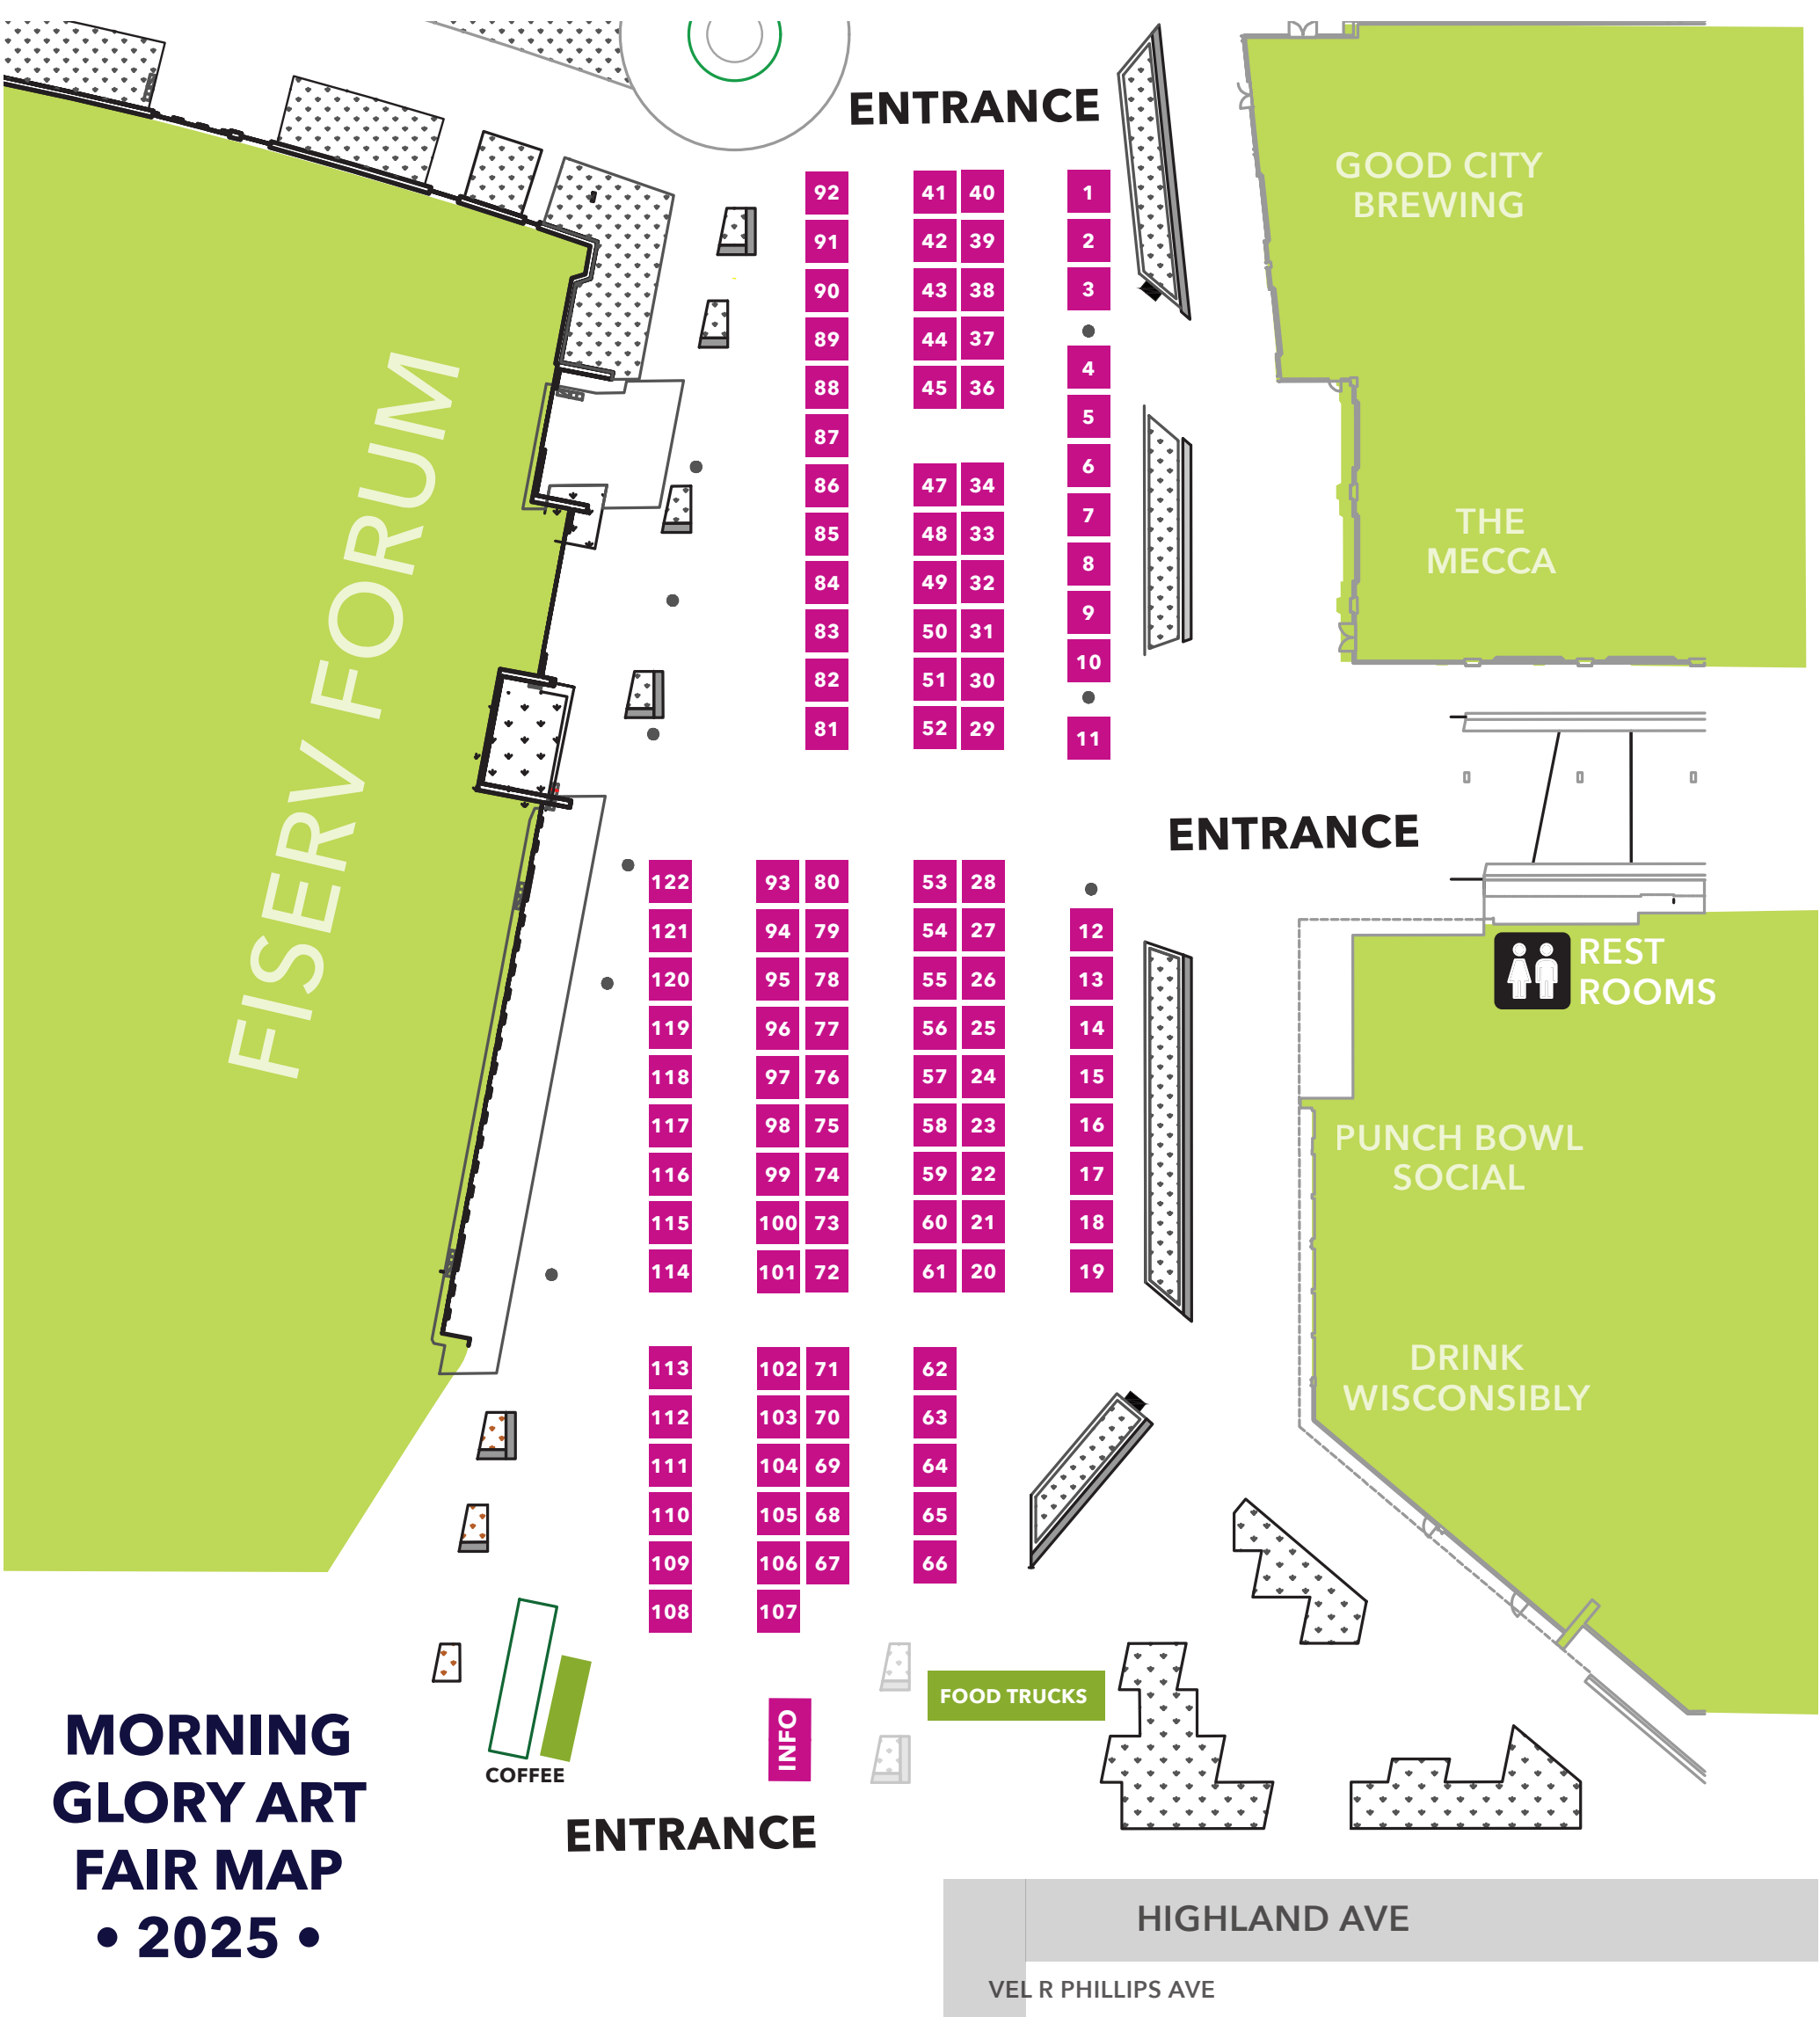 ENTRANCE
GOOD CITY
BREWING
92 41 40 1
91 42 39 2
90 43 38 3
89 44 37 4
88 45 36 5
87 6
86 47 34 7
85 48 33 8
84 49 32 9
83 50 31 10
82 51 30
81 52 29 11
THE
MECCA
FISERV FORUM
ENTRANCE
122 93 80 53 28
121 94 79 54 27 12
120 95 78 55 26 13
119 96 77 56 25 14
118 97 76 57 24 15
117 98 75 58 23 16
116 99 74 59 22 17
115 100 73 60 21 18
114 101 72 61 20 19
REST
ROOMS
PUNCH BOWL
SOCIAL
DRINK
WISCONSIBLY
113 102 71 62
112 103 70 63
111 104 69 64
110 105 68 65
109 106 67 66
108 107
FOOD TRUCKS
INFO
COFFEE
ENTRANCE
MORNING
GLORY ART
FAIR MAP
• 2025 •
HIGHLAND AVE
VEL R PHILLIPS AVE